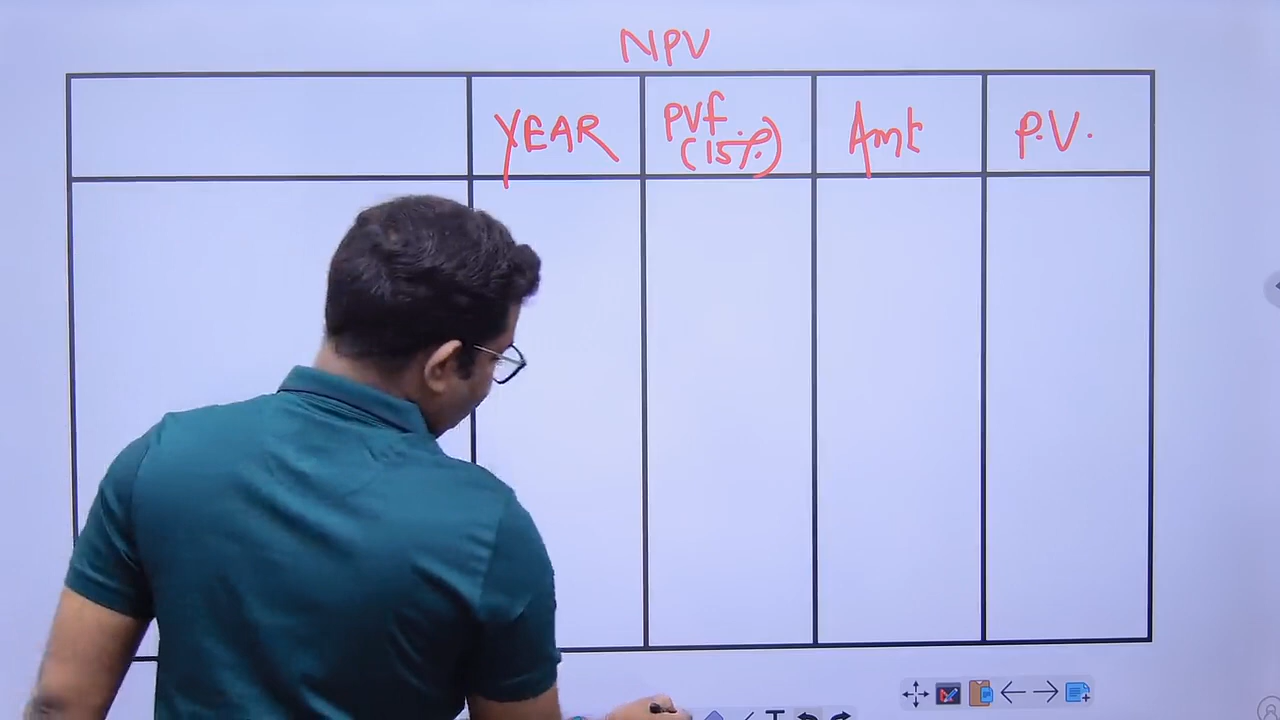 NPV
YEAR
PVf.
(15%)
Amt
P.V.